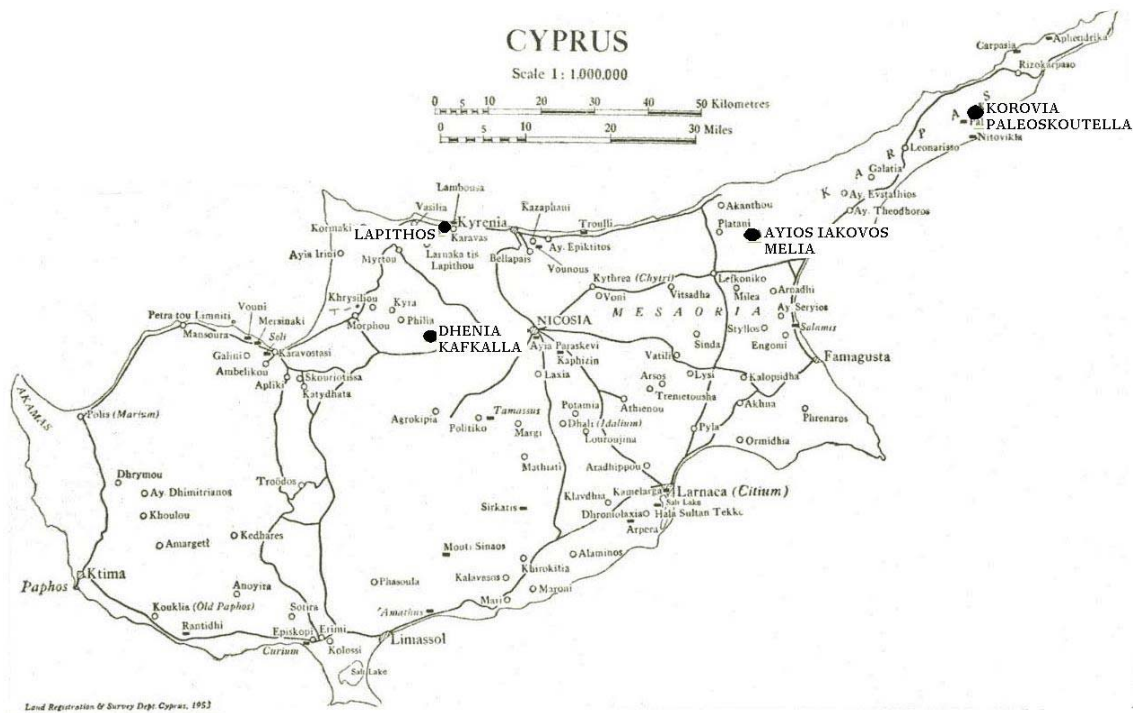 CYPRUS
Scale 1: 1.000.000
0 5 10 20 30 40 50 Kilometres
0 5 10 20 30 Miles
Carpasia
Aphendrika
Rizokarpaso
KARPAS
KOROVIA
PALEOSKOUTELLA
Nitovikla
Leonarisso
Galatia
Ay. Evstathios
Ay. Theodhoros
Akanthou
Platani
AYIOS IAKOVOS
MELIA
Lambousa
Vasilia
Kyrenia
Kazaphani
Troulli
LAPITHOS
Karavas
Kormaki
Ay. Epiktitos
Ayia Irini
Larnaka tis
Lapithou
Myrtou
Bellapais
Vounous
Kythrea (Chytri)
Lefkoniko
Voni
Vitsadha
Milea
Arnadhi
Ay. Seryios
MESAORIA
Khrysiliou
Kyra
Philia
Morphou
Vouni
Petra tou Limniti
Mersinaki
Soli
Mansoura
DHENIA
KAFKALLA
NICOSIA
Ayia Paraskevi
Kaphizin
Sinda
Styllos
Salamis
Engomi
Galini
Karavostasi
Ambelikou
Apliki
Skouriotissa
Katydhata
Laxia
Vatili
Famagusta
Arsos
Lysi
Kalopsidha
Tremetousha
AKAMAS
Polis (Marium)
Agrokipia
Politiko
Tamassus
Margi
Potamia
Athienou
Dhali (Idalium)
Louroujina
Akhna
Phrenaros
Pyla
Ormidhia
Mathiati
Aradhippou
Dhrymou
Ay. Dhimitrianos
Troödos
Klavdhia
Kamelarga
Larnaca (Citium)
Salt Lake
Khoulou
Sirkatis
Dhromolaxia
Hala Sultan Tekke
Arpera
Amargeti
Kedhares
Mouti Sinaos
Alaminos
Khirokitia
Ktima
Paphos
Phasoula
Kalavasos
Maroni
Anoyira
Mari
Kouklia (Old Paphos)
Sotira
Amathus
Rantidhi
Episkopi
Erimi
Limassol
Curium
Kolossi
Salt Lake
Land Registration & Survey Dept. Cyprus, 1953